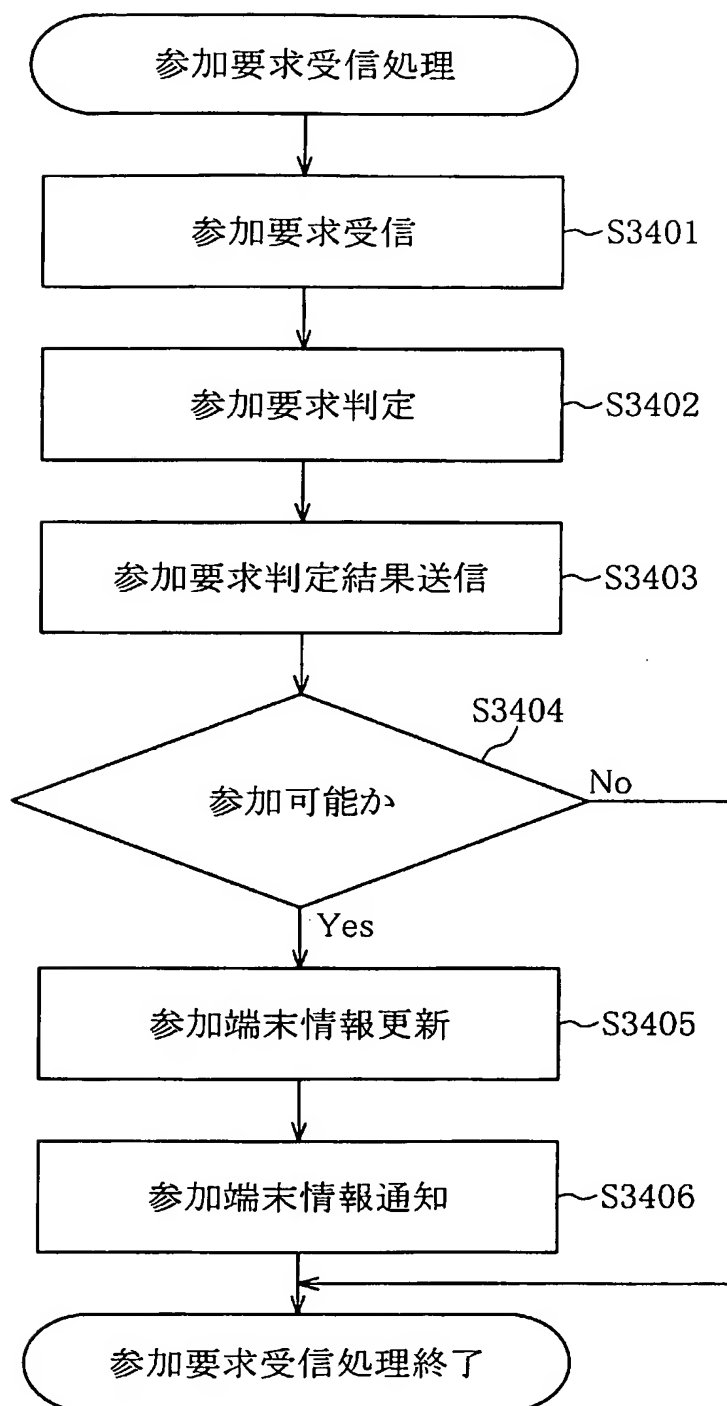 参加要求受信処理
参加要求受信
S3401
参加要求判定
S3402
参加要求判定結果送信
S3403
S3404
参加可能か
No
Yes
参加端末情報更新
S3405
参加端末情報通知
S3406
参加要求受信処理終了